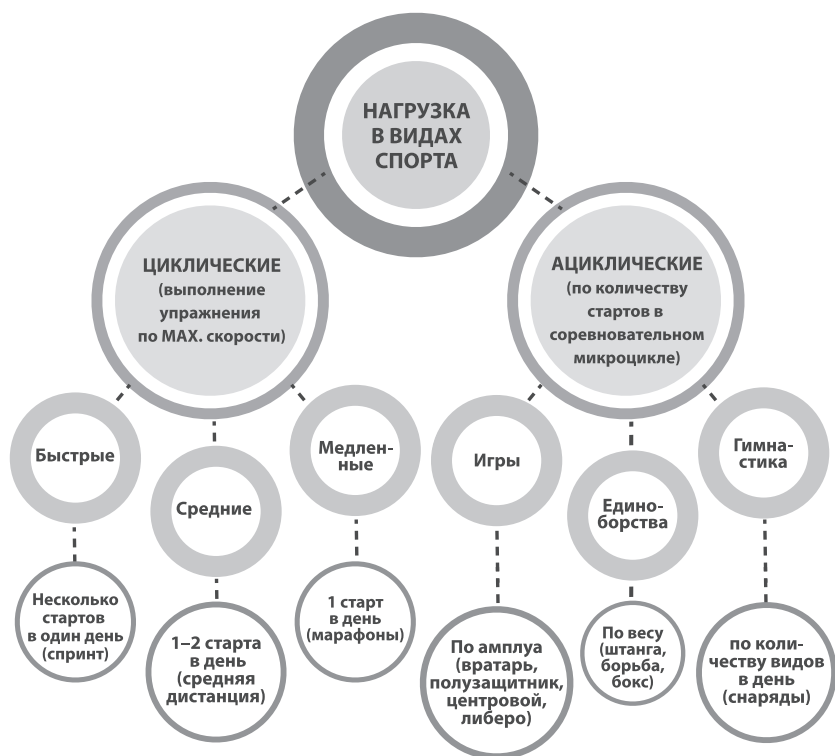 НАГРУЗКА
В ВИДАХ
СПОРТА
ЦИКЛИЧЕСКИЕ
(выполнение
упражнения
по MAX. скорости)
АЦИКЛИЧЕСКИЕ
(по количеству
стартов в
соревновательном
микроцикле)
Быстрые
Средние
Медлен-
ные
Игры
Едино-
борства
Гимна-
стика
Несколько
стартов
в один день
(спринт)
1–2 старта
в день
(средняя
дистанция)
1 старт
в день
(марафоны)
По амплуа
(вратарь,
полузащитник,
центровой,
либеро)
По весу
(штанга,
борьба,
бокс)
по коли-
честву видов
в день
(снаряды)